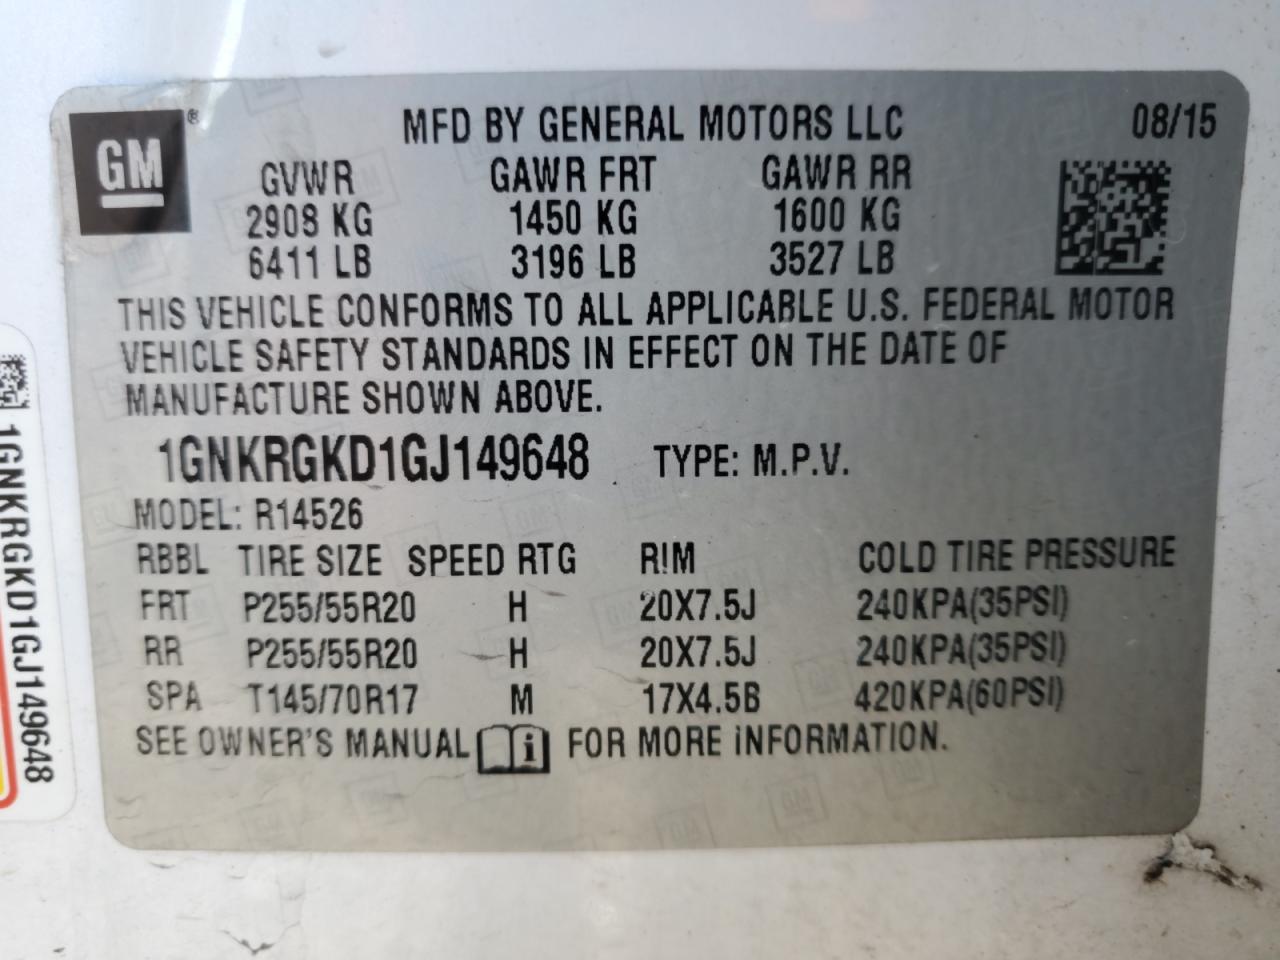 GM®
MFD BY GENERAL MOTORS LLC 08/15
GVWR GAWR FRT GAWR RR
2908 KG 1450 KG 1600 KG
6411 LB 3196 LB 3527 LB
THIS VEHICLE CONFORMS TO ALL APPLICABLE U.S. FEDERAL MOTOR
VEHICLE SAFETY STANDARDS IN EFFECT ON THE DATE OF
MANUFACTURE SHOWN ABOVE.
1GNKRGKD1GJ149648 TYPE: M.P.V.
MODEL: R14526
RBBL TIRE SIZE SPEED RTG RIM COLD TIRE PRESSURE
FRT P255/55R20 H 20X7.5J 240KPA(35PSI)
RR P255/55R20 H 20X7.5J 240KPA(35PSI)
SPA T145/70R17 M 17X4.5B 420KPA(60PSI)
SEE OWNER'S MANUAL i FOR MORE INFORMATION.
1GNKRGKD1GJ149648